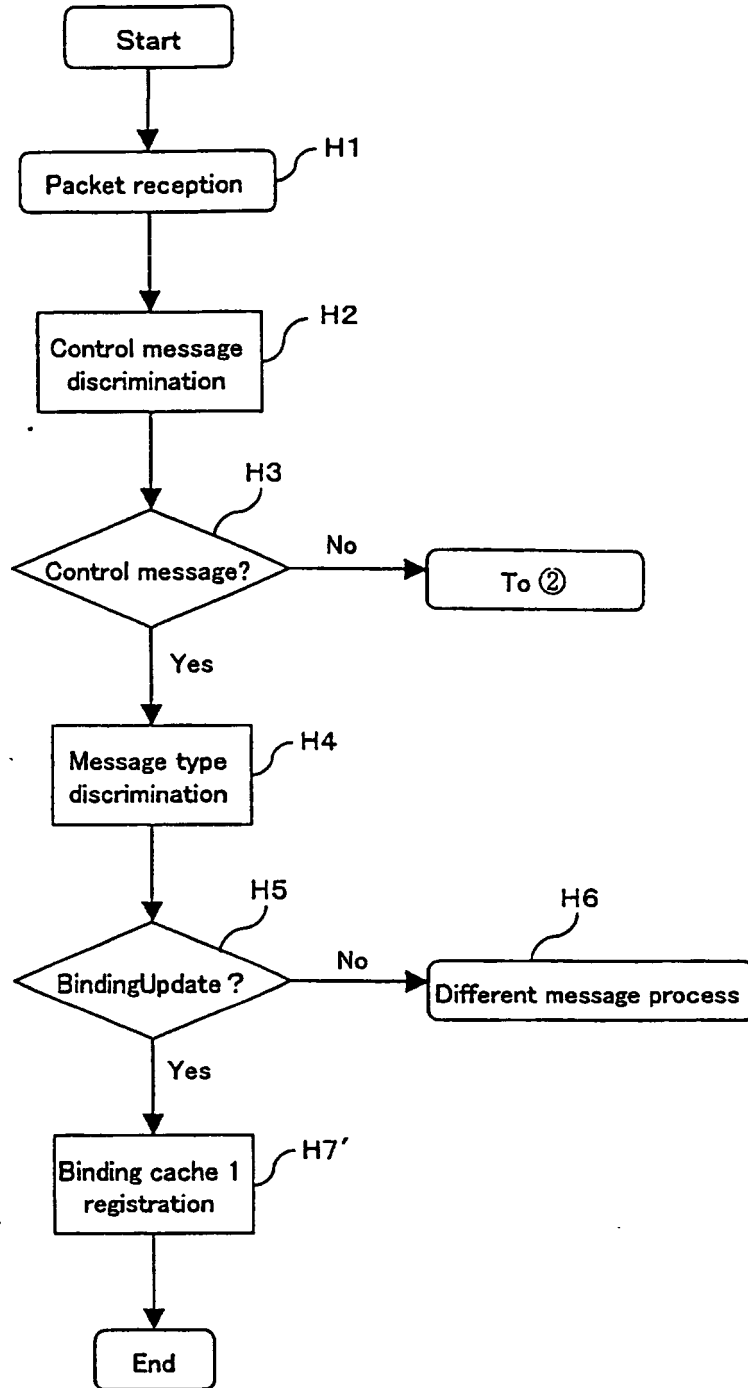 Start
H1
Packet reception
H2
Control message
discrimination
H3
Control message?
No
To ②
Yes
H4
Message type
discrimination
H5
H6
BindingUpdate?
No
Different message process
Yes
H7′
Binding cache 1
registration
End